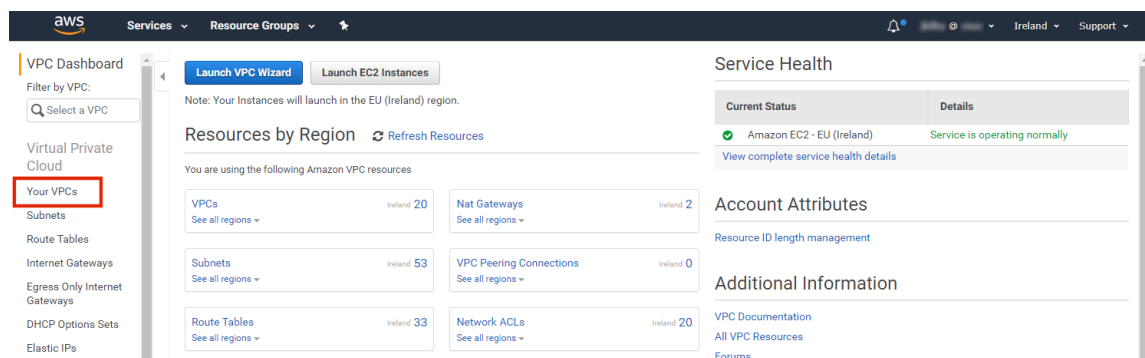 aws
Services
Resource Groups
@
Ireland
Support
VPC Dashboard
Filter by VPC:
Select a VPC
Virtual Private
Cloud
Your VPCs
Subnets
Route Tables
Internet Gateways
Egress Only Internet
Gateways
DHCP Options Sets
Elastic IPs
Launch VPC Wizard
Launch EC2 Instances
Note: Your Instances will launch in the EU (Ireland) region.
Resources by Region
Refresh Resources
You are using the following Amazon VPC resources
VPCs Ireland 20
See all regions
Nat Gateways Ireland 2
See all regions
Subnets Ireland 53
See all regions
VPC Peering Connections Ireland 0
See all regions
Route Tables Ireland 33
See all regions
Network ACLs Ireland 20
See all regions
Service Health
Current Status Details
Amazon EC2 - EU (Ireland) Service is operating normally
View complete service health details
Account Attributes
Resource ID length management
Additional Information
VPC Documentation
All VPC Resources
Forums